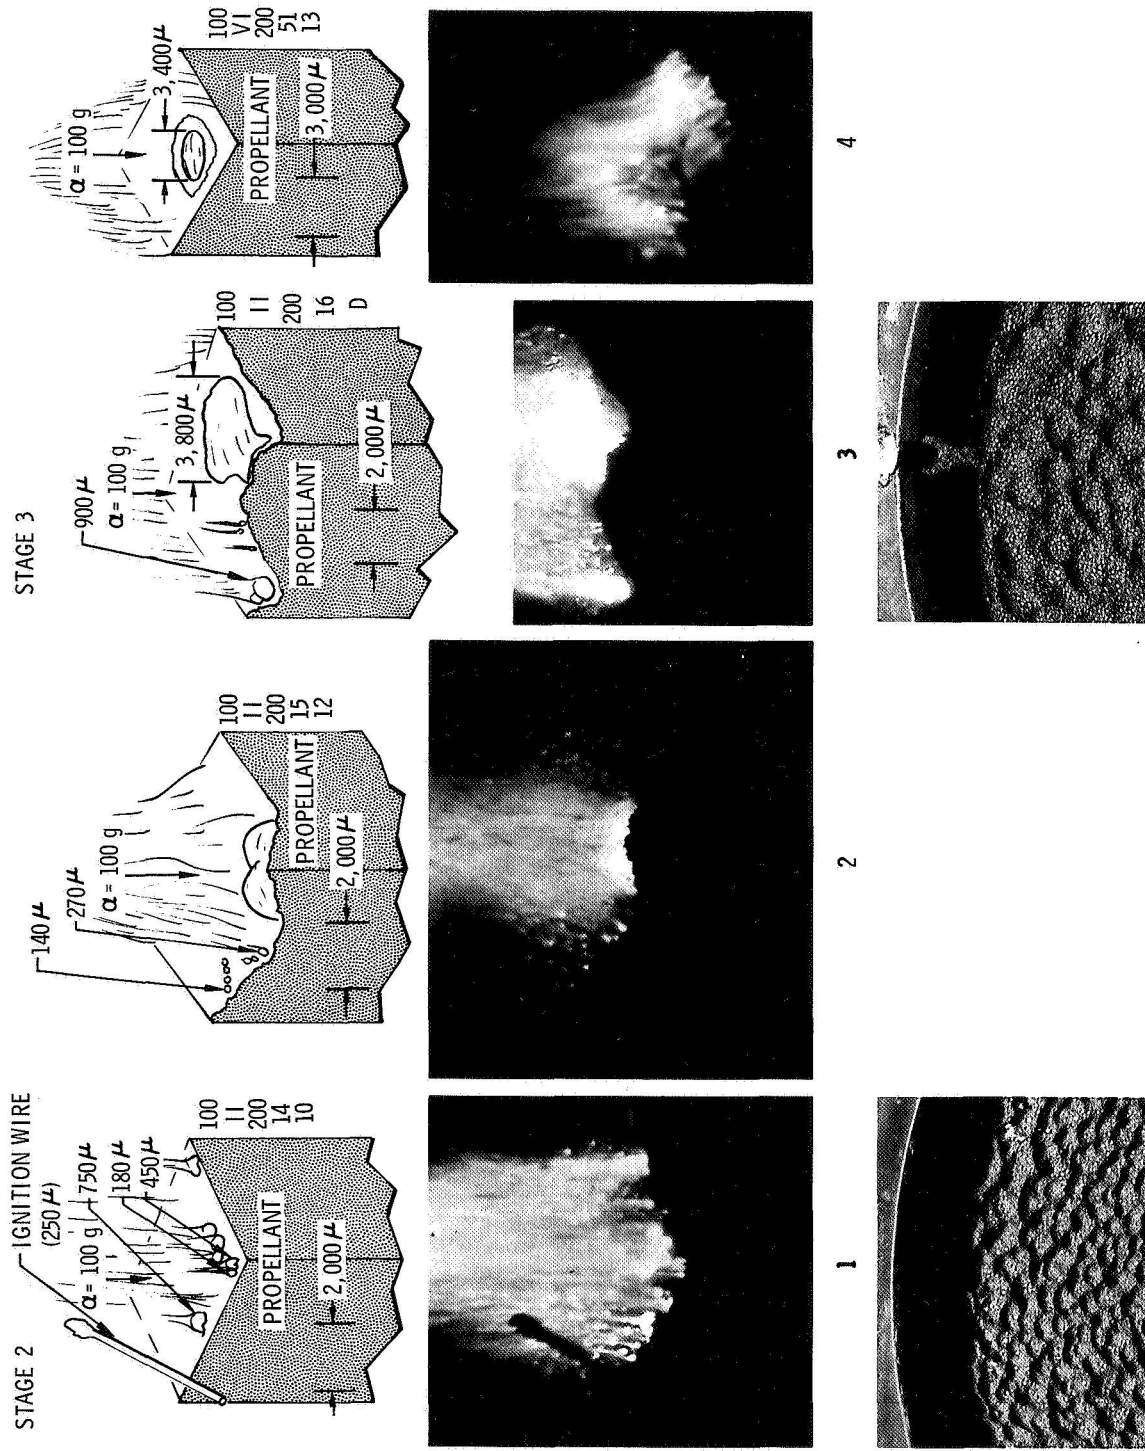 STAGE 2
IGNITION WIRE
(250 μ)
α = 100 g
750 μ
180 μ
450 μ
100
II
200
14
10
PROPELLANT
2,000 μ
1
140 μ
270 μ
α = 100 g
100
II
200
15
12
PROPELLANT
2,000 μ
2
STAGE 3
900 μ
α = 100 g
3,800 μ
100
II
200
16
D
PROPELLANT
2,000 μ
3
α = 100 g
3,400 μ
100
VI
200
51
13
PROPELLANT
3,000 μ
4